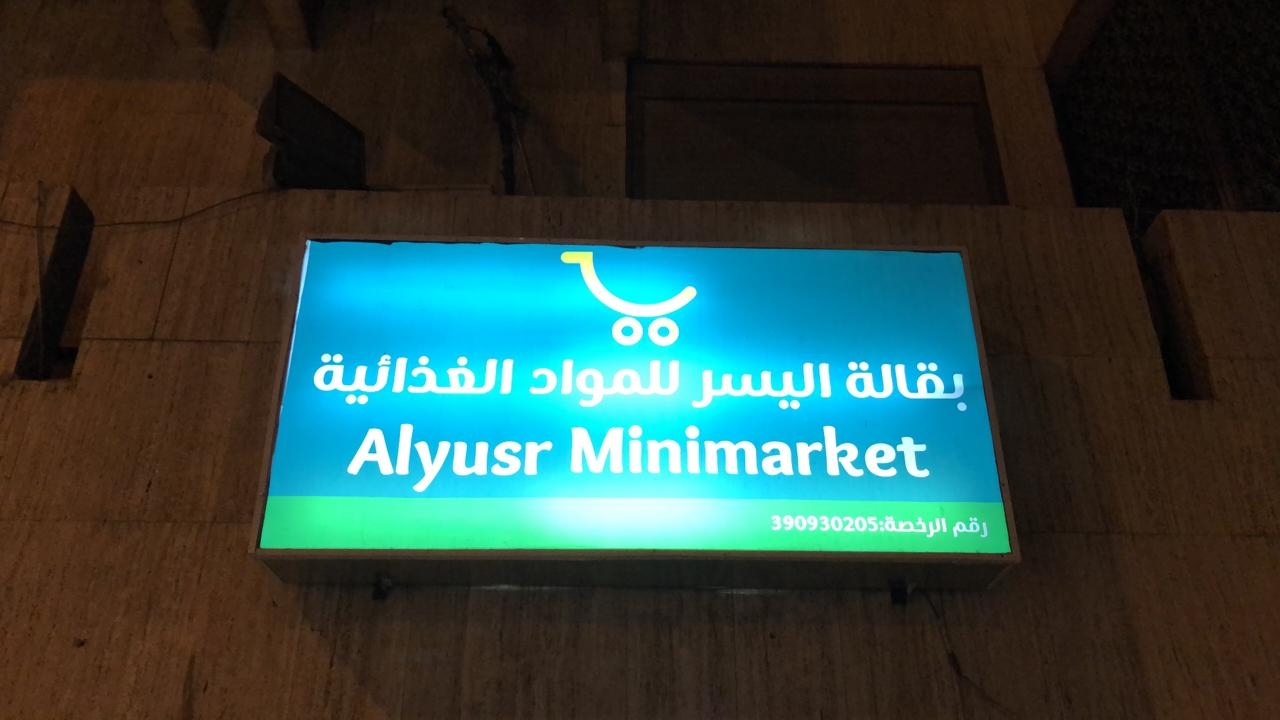 بقالة اليسر للمواد الغذائية
Alyusr Minimarket
رقم الرخصة:390930205